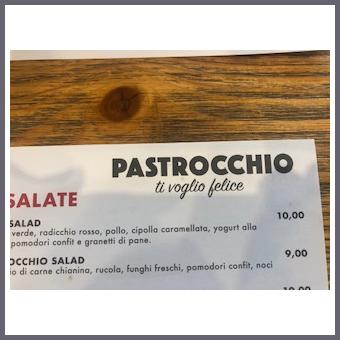 PASTROCCHIO
ti voglio felice
SALATE
SALAD 10,00
verde, radicchio rosso, pollo, cipolla caramellata, yogurt alla
pomodori confit e granetti di pane.
OCCHIO SALAD 9,00
io di carne chianina, rucola, funghi freschi, pomodori confit, noci